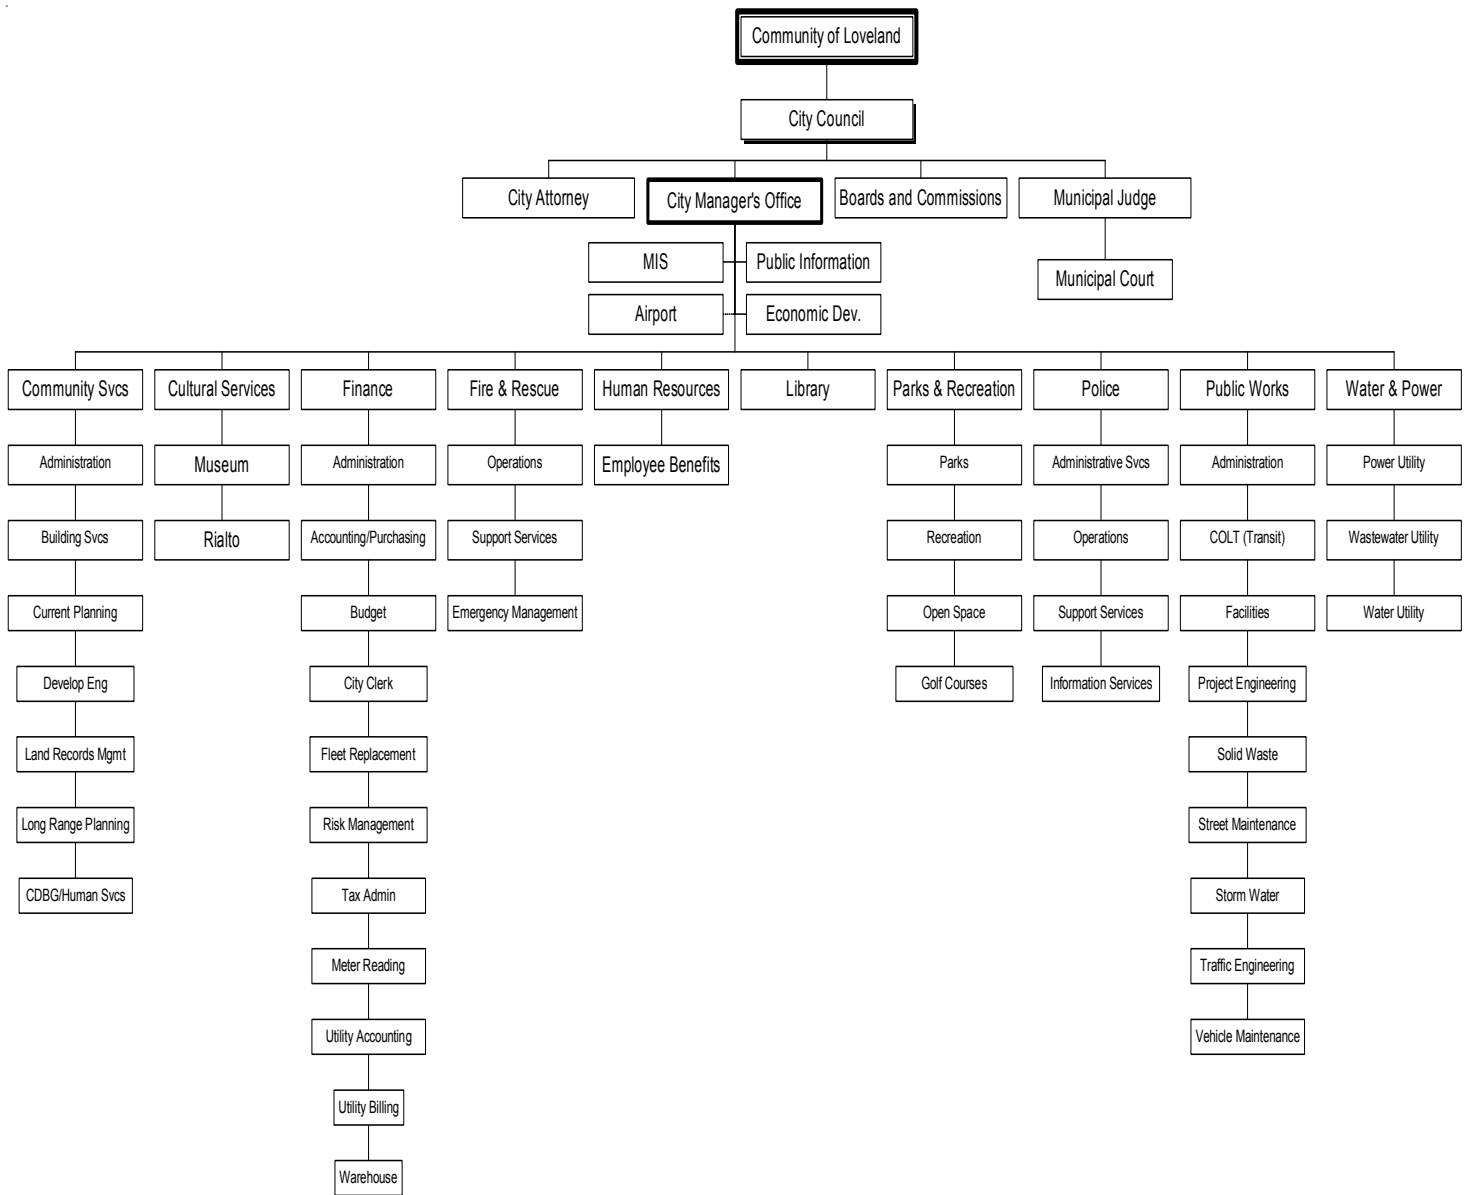 Community of Loveland
City Council
City Attorney
City Manager's Office
Boards and Commissions
Municipal Judge
MIS
Public Information
Municipal Court
Airport
Economic Dev.
Community Svcs
Cultural Services
Finance
Fire & Rescue
Human Resources
Library
Parks & Recreation
Police
Public Works
Water & Power
Administration
Museum
Administration
Operations
Employee Benefits
Parks
Administrative Svcs
Administration
Power Utility
Building Svcs
Rialto
Accounting/Purchasing
Support Services
Recreation
Operations
COLT (Transit)
Wastewater Utility
Current Planning
Budget
Emergency Management
Open Space
Support Services
Facilities
Water Utility
Develop Eng
City Clerk
Golf Courses
Information Services
Project Engineering
Land Records Mgmt
Fleet Replacement
Solid Waste
Long Range Planning
Risk Management
Street Maintenance
CDBG/Human Svcs
Tax Admin
Storm Water
Meter Reading
Traffic Engineering
Utility Accounting
Vehicle Maintenance
Utility Billing
Warehouse